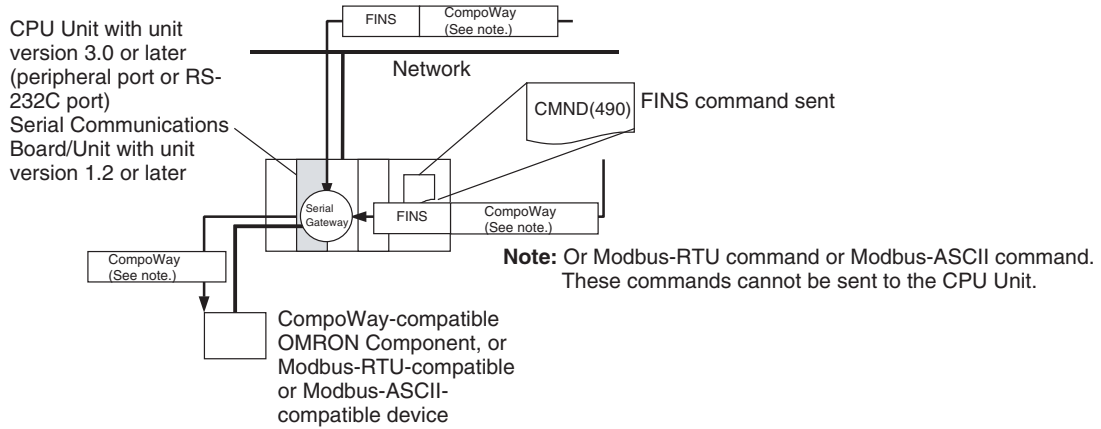 CPU Unit with unit
version 3.0 or later
(peripheral port or RS-
232C port)
Serial Communications
Board/Unit with unit
version 1.2 or later
FINS
CompoWay
(See note.)
Network
CMND(490)
FINS command sent
Serial
Gateway
FINS
CompoWay
(See note.)
CompoWay
(See note.)
Note: Or Modbus-RTU command or Modbus-ASCII command.
These commands cannot be sent to the CPU Unit.
CompoWay-compatible
OMRON Component, or
Modbus-RTU-compatible
or Modbus-ASCII-
compatible device